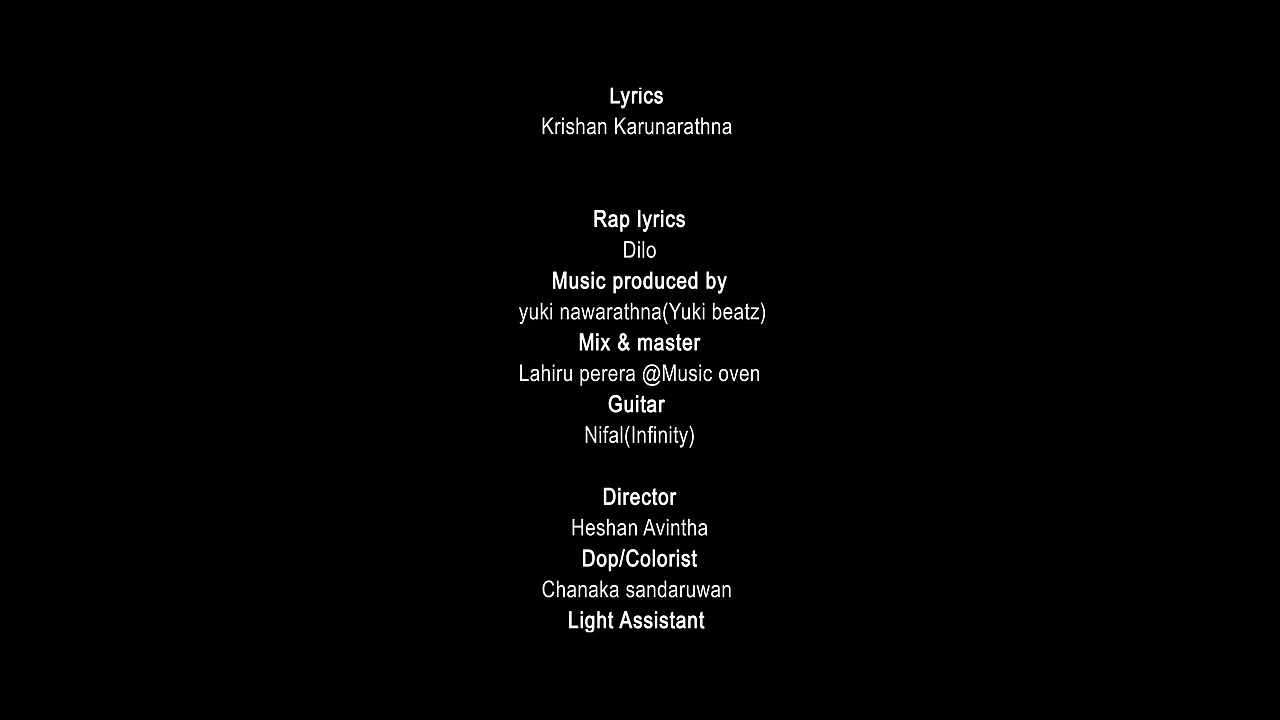 Lyrics
Krishan Karunarathna
Rap lyrics
Dilo
Music produced by
yuki nawarathna(Yuki beatz)
Mix & master
Lahiru perera @Music oven
Guitar
Nifal(Infinity)
Director
Heshan Avintha
Dop/Colorist
Chanaka sandaruwan
Light Assistant